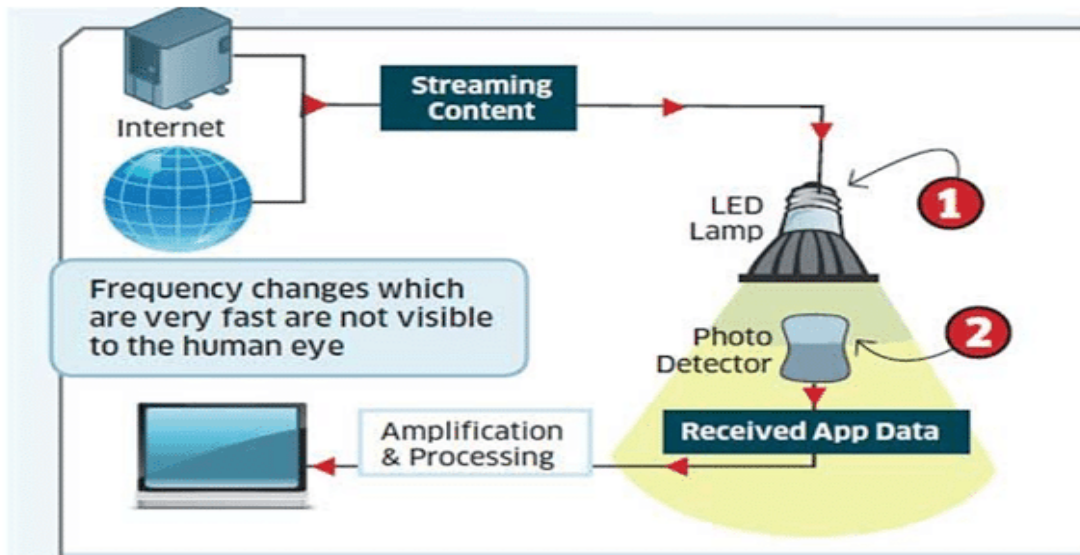 Streaming
Content
Internet
LED
Lamp
1
Frequency changes which
are very fast are not visible
to the human eye
Photo
Detector
2
Received App Data
Amplification
& Processing